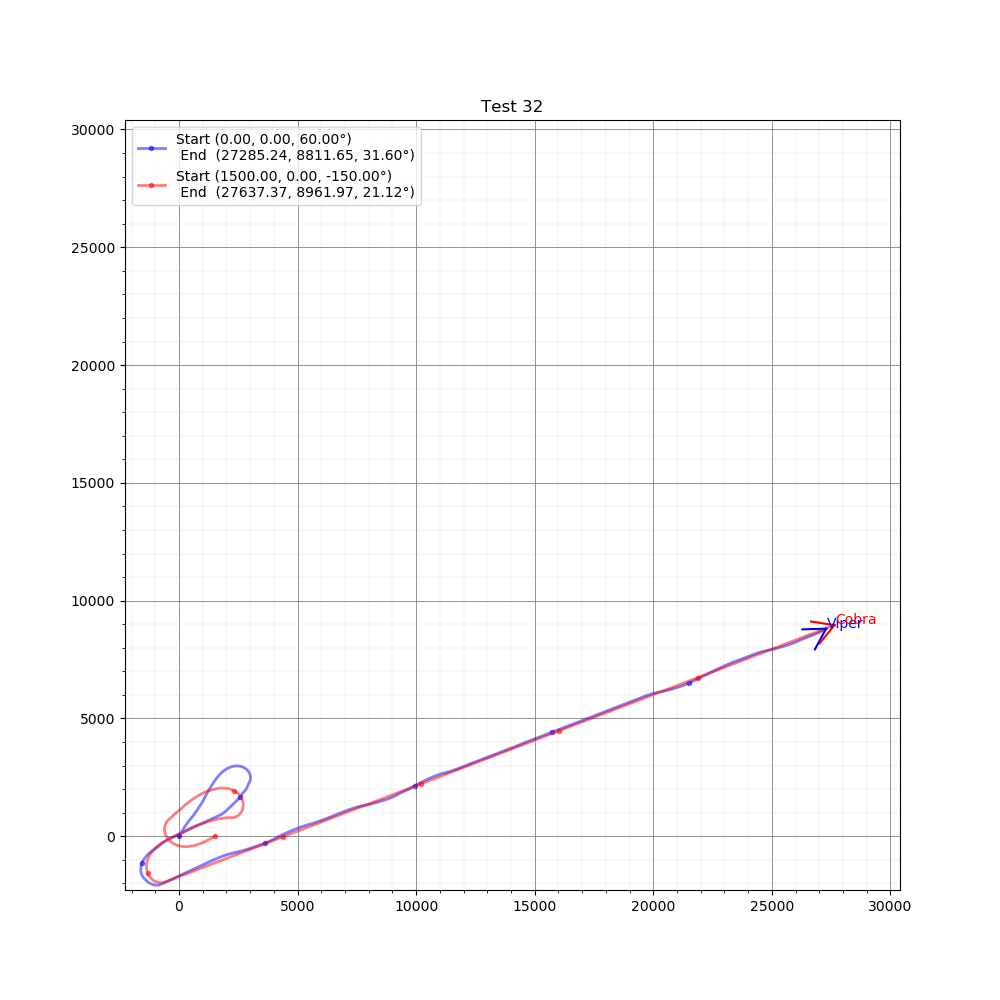 Test 32
Start (0.00, 0.00, 60.00°)
End (27285.24, 8811.65, 31.60°)
Start (1500.00, 0.00, -150.00°)
End (27637.37, 8961.97, 21.12°)
30000
25000
20000
15000
10000
5000
0
Cobra
Viper
0 5000 10000 15000 20000 25000 30000